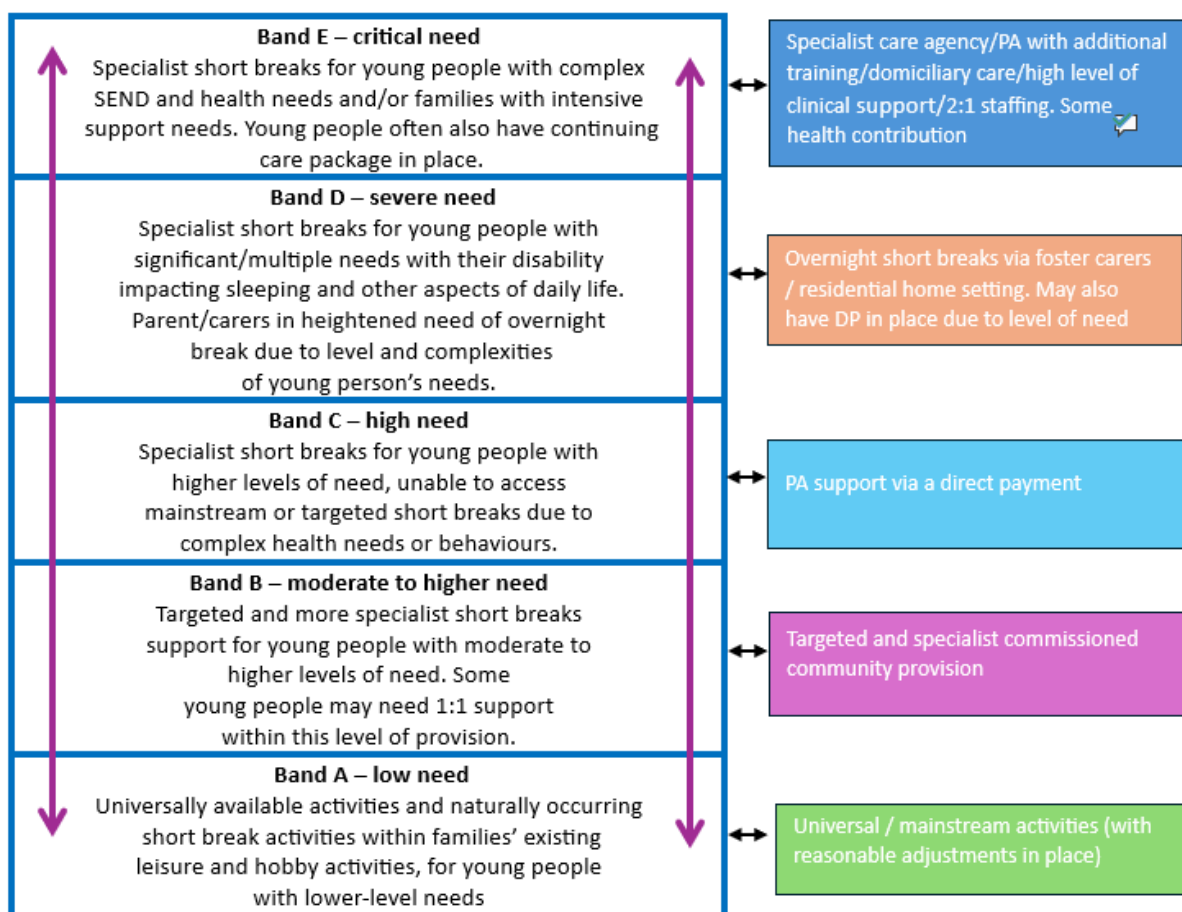 Band E – critical need
Specialist short breaks for young people with complex
SEND and health needs and/or families with intensive
support needs. Young people often also have continuing
care package in place.
Specialist care agency/PA with additional
training/domiciliary care/high level of
clinical support/2:1 staffing. Some
health contribution
Band D – severe need
Specialist short breaks for young people with
significant/multiple needs with their disability
impacting sleeping and other aspects of daily life.
Parent/carers in heightened need of overnight
break due to level and complexities
of young person’s needs.
Overnight short breaks via foster carers
/ residential home setting. May also
have DP in place due to level of need
Band C – high need
Specialist short breaks for young people with
higher levels of need, unable to access
mainstream or targeted short breaks due to
complex health needs or behaviours.
PA support via a direct payment
Band B – moderate to higher need
Targeted and more specialist short breaks
support for young people with moderate to
higher levels of need. Some
young people may need 1:1 support
within this level of provision.
Targeted and specialist commissioned
community provision
Band A – low need
Universally available activities and naturally occurring
short break activities within families’ existing
leisure and hobby activities, for young people
with lower-level needs
Universal / mainstream activities (with
reasonable adjustments in place)